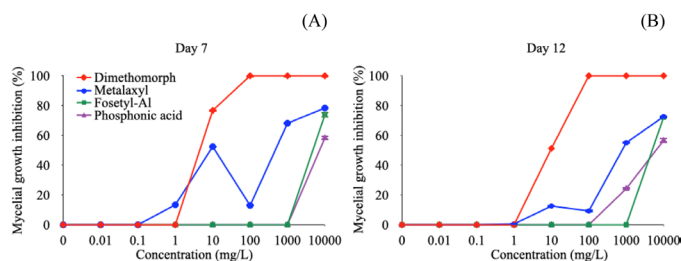 (A)
Day 7
Mycelial growth inhibition (%)
100
80
60
40
20
0
Dimethomorph
Metalaxyl
Fosetyl-Al
Phosphonic acid
0 0.01 0.1 1 10 100 1000 10000
Concentration (mg/L)
(B)
Day 12
Mycelial growth inhibition (%)
100
80
60
40
20
0
0 0.01 0.1 1 10 100 1000 10000
Concentration (mg/L)